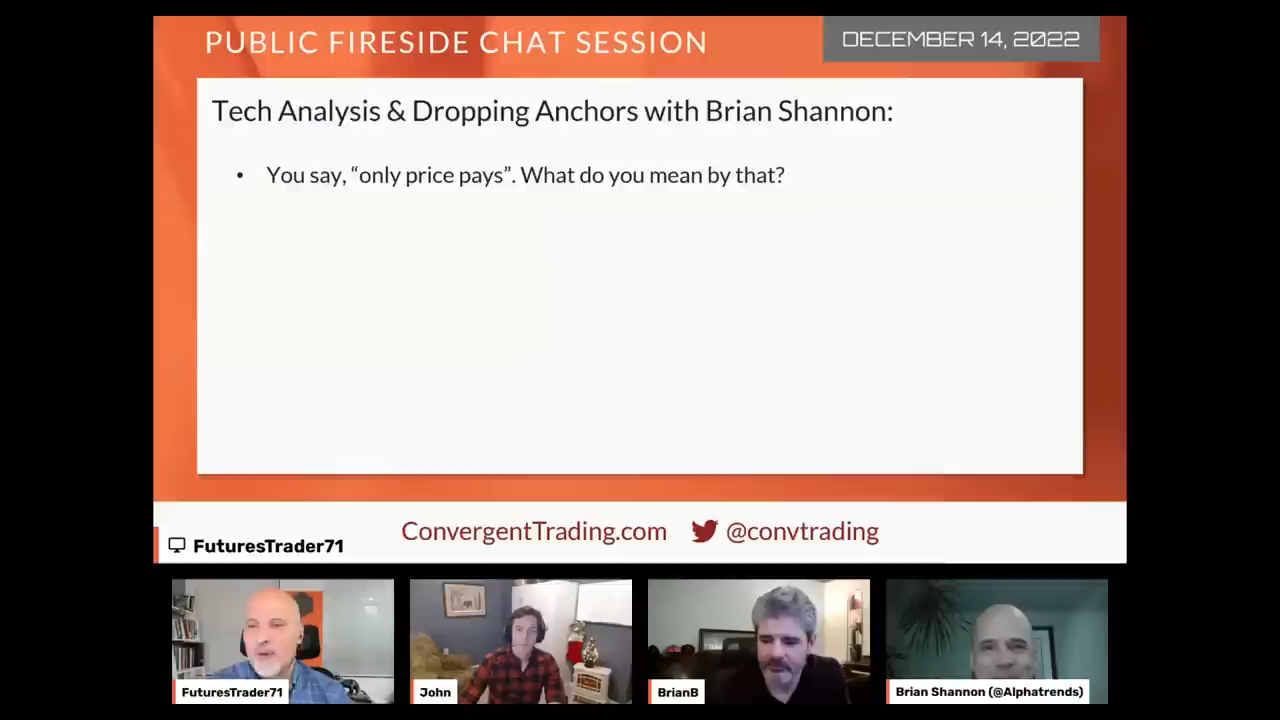 PUBLIC FIRESIDE CHAT SESSION
DECEMBER 14, 2022
Tech Analysis & Dropping Anchors with Brian Shannon:
• You say, “only price pays”. What do you mean by that?
FuturesTrader71
ConvergentTrading.com @convtrading
FuturesTrader71
John
BrianB
Brian Shannon (@Alphatrends)